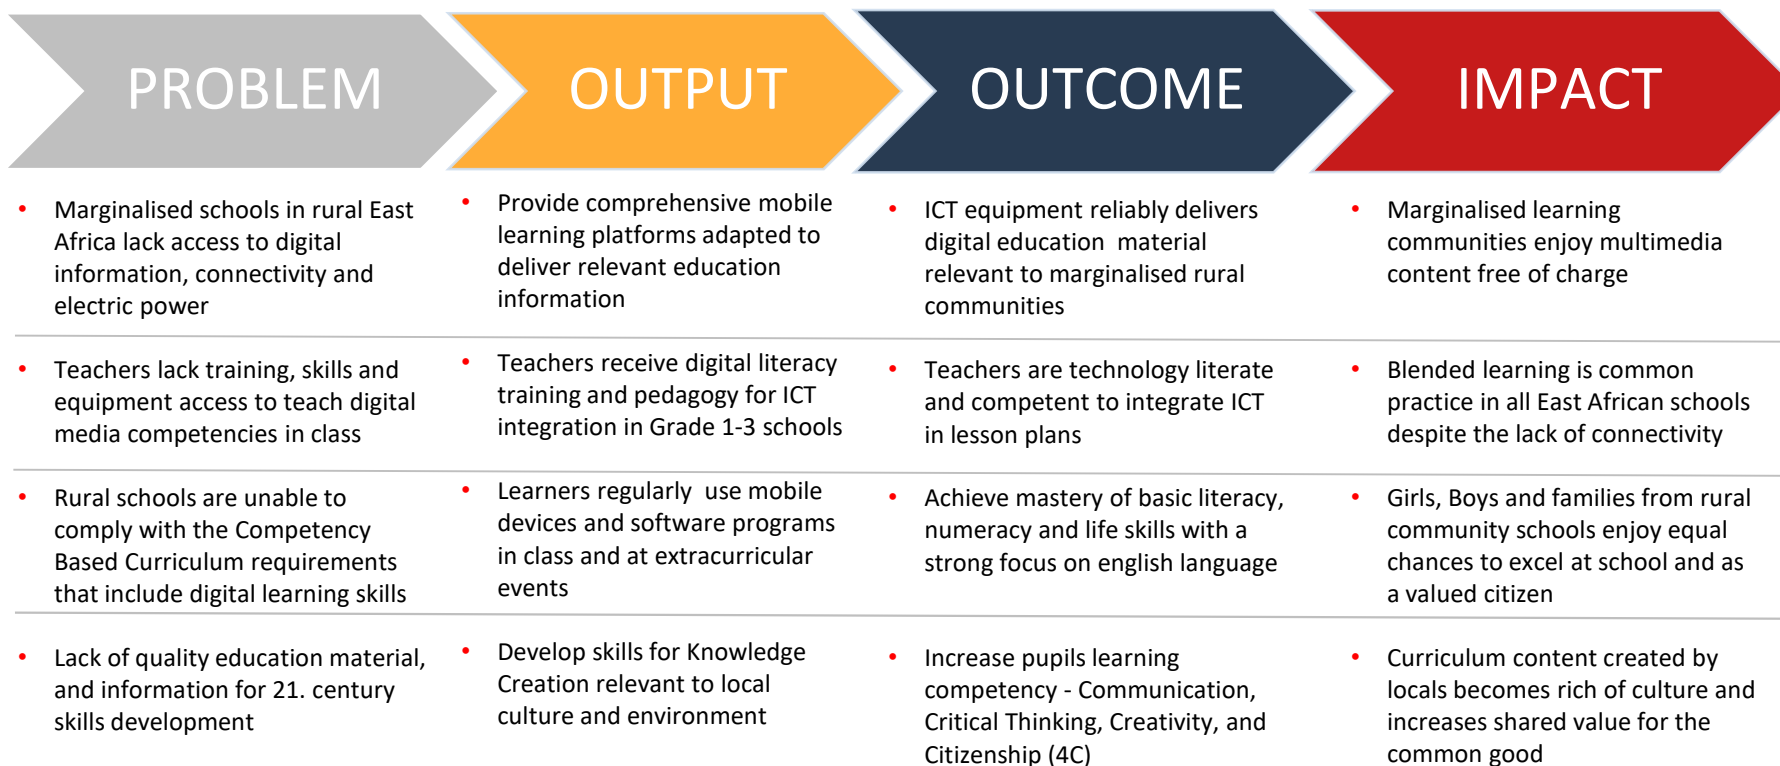 PROBLEM
OUTPUT
OUTCOME
IMPACT
• Marginalised schools in rural East
Africa lack access to digital
information, connectivity and
electric power
• Provide comprehensive mobile
learning platforms adapted to
deliver relevant education
information
• ICT equipment reliably delivers
digital education  material
relevant to marginalised rural
communities
• Marginalised learning
communities enjoy multimedia
content free of charge
• Teachers lack training, skills and
equipment access to teach digital
media competencies in class
• Teachers receive digital literacy
training and pedagogy for ICT
integration in Grade 1-3 schools
• Teachers are technology literate
and competent to integrate ICT
in lesson plans
• Blended learning is common
practice in all East African schools
despite the lack of connectivity
• Rural schools are unable to
comply with the Competency
Based Curriculum requirements
that include digital learning skills
• Learners regularly  use mobile
devices and software programs
in class and at extracurricular
events
• Achieve mastery of basic literacy,
numeracy and life skills with a
strong focus on english language
• Girls, Boys and families from rural
community schools enjoy equal
chances to excel at school and as
a valued citizen
• Lack of quality education material,
and information for 21. century
skills development
• Develop skills for Knowledge
Creation relevant to local
culture and environment
• Increase pupils learning
competency - Communication,
Critical Thinking, Creativity, and
Citizenship (4C)
• Curriculum content created by
locals becomes rich of culture and
increases shared value for the
common good